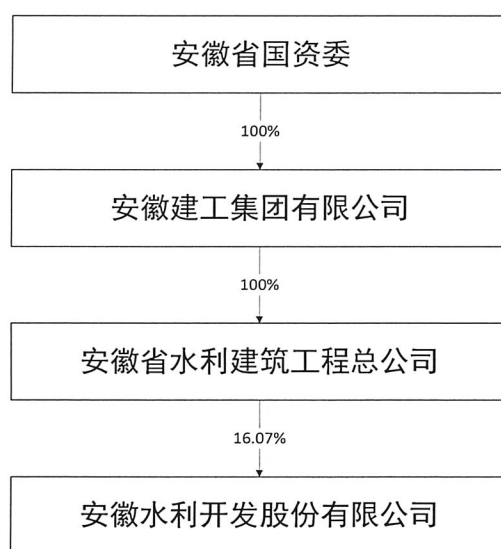 安徽省国资委
100%
安徽建工集团有限公司
100%
安徽省水利建筑工程总公司
16.07%
安徽水利开发股份有限公司